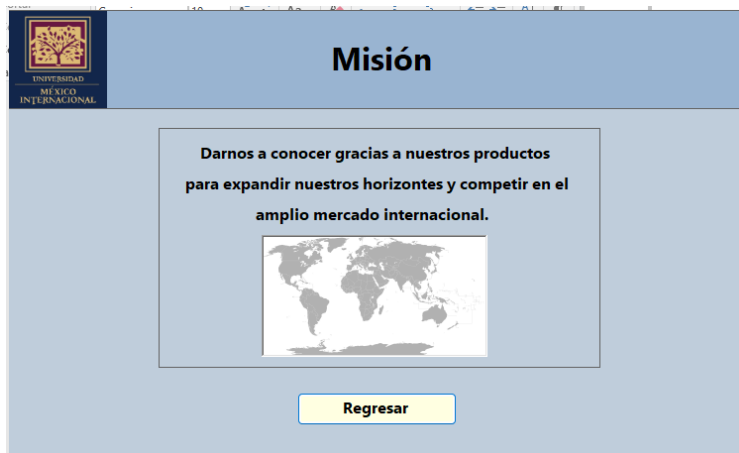 UNIVERSIDAD
MÉXICO
INTERNACIONAL
Misión
Darnos a conocer gracias a nuestros productos
para expandir nuestros horizontes y competir en el
amplio mercado internacional.
Regresar